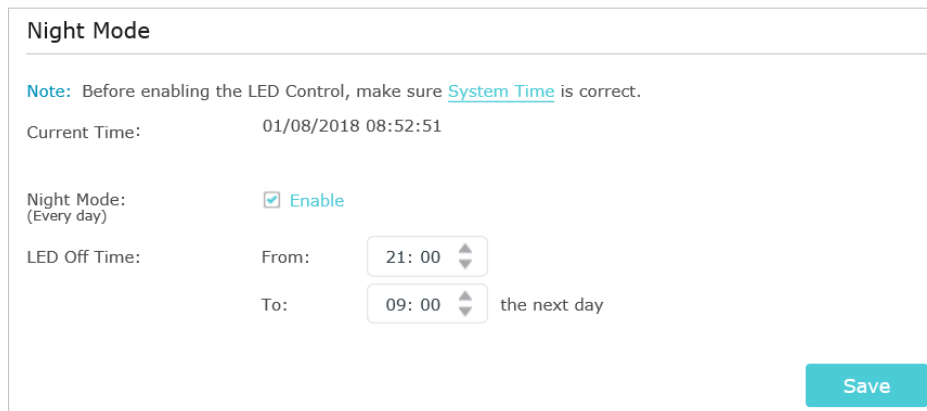 Night Mode
Note: Before enabling the LED Control, make sure System Time is correct.
Current Time: 01/08/2018 08:52:51
Night Mode: Enable
(Every day)
LED Off Time: From: 21: 00
To: 09: 00 the next day
Save